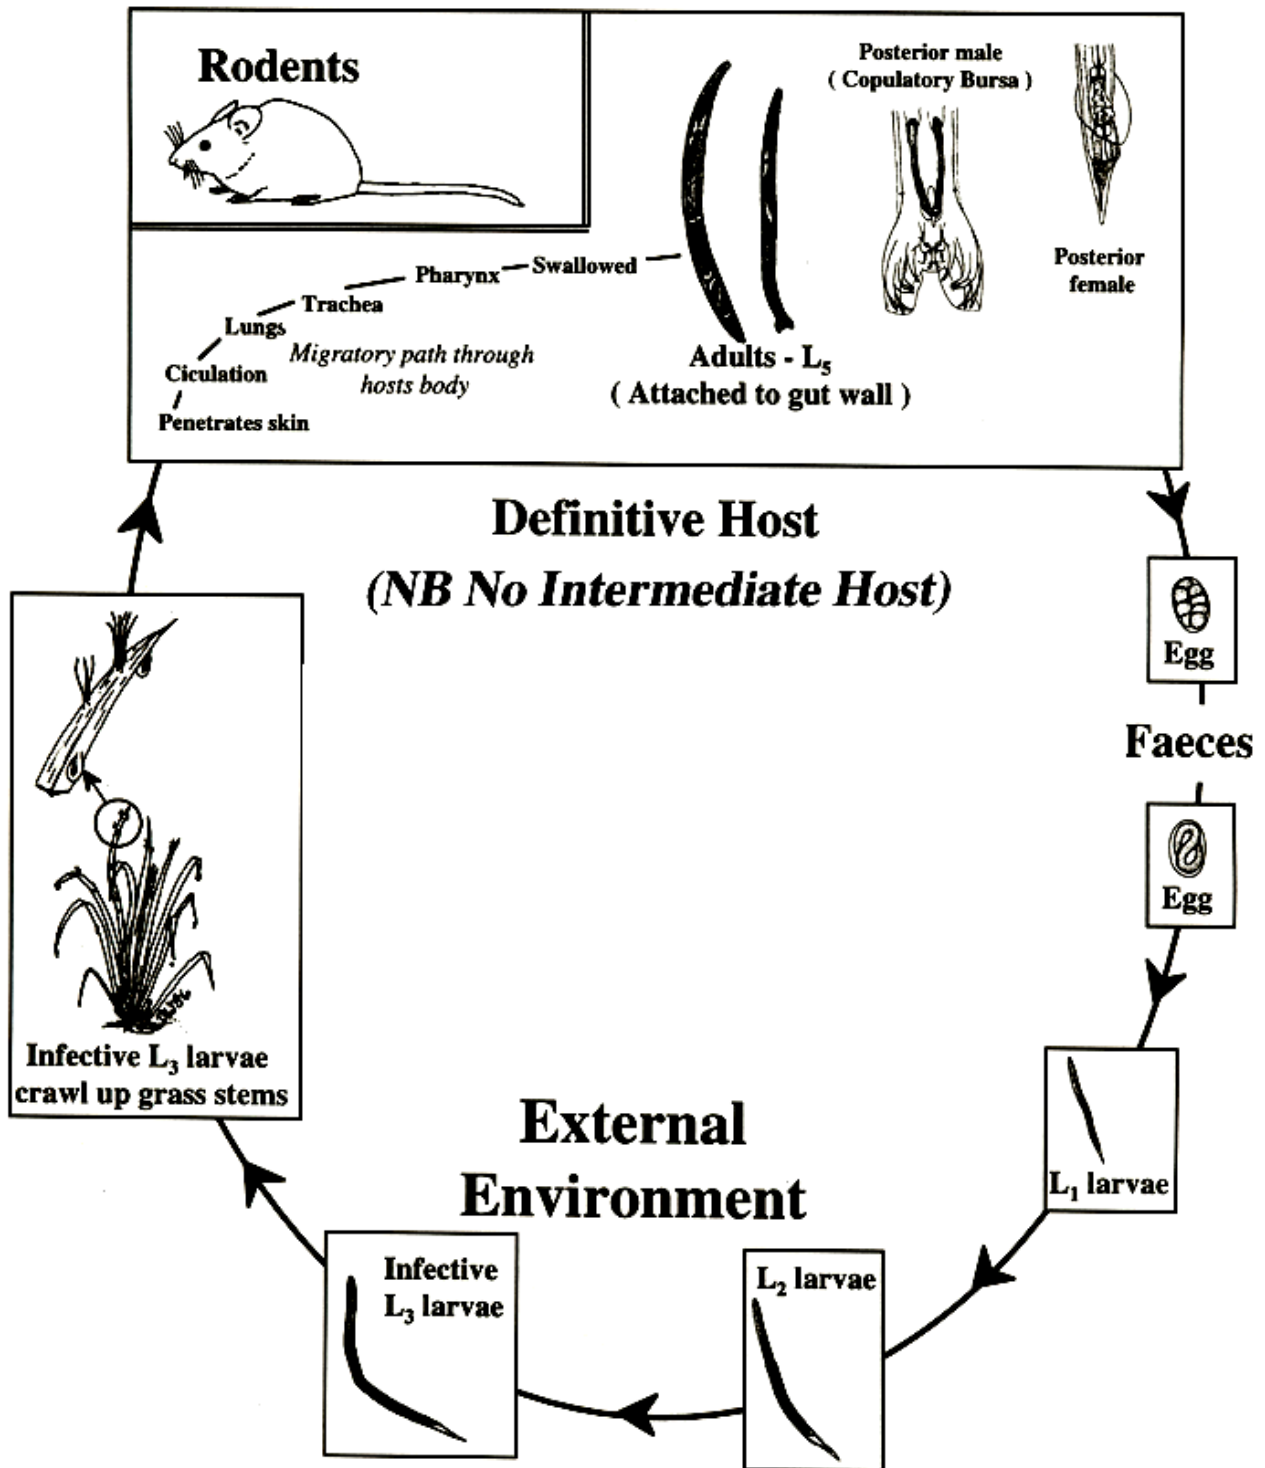 Rodents
Posterior male
( Copulatory Bursa )
Posterior
female
Swallowed
Pharynx
Trachea
Lungs
Ciculation
Penetrates skin
Migratory path through
hosts body
Adults - L₅
( Attached to gut wall )
Definitive Host
(NB No Intermediate Host)
Egg
Faeces
Egg
L₁ larvae
L₂ larvae
Infective
L₃ larvae
Infective L₃ larvae
crawl up grass stems
External
Environment